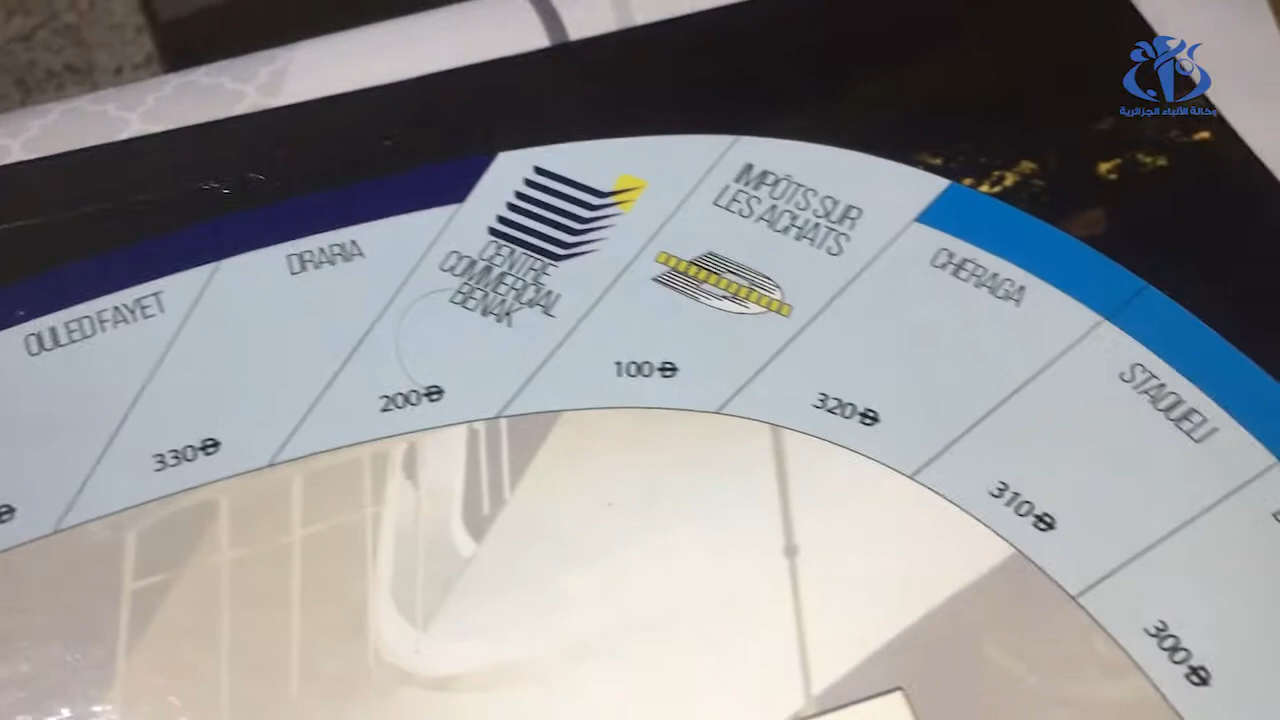 وكالة الأنباء الجزائرية
OULED FAYET
DRARIA
330
CENTRE
COMMERCIAL
BENAK
200
IMPÔTS SUR
LES ACHATS
100
CHÉRAGA
320
STAOUELI
310
300